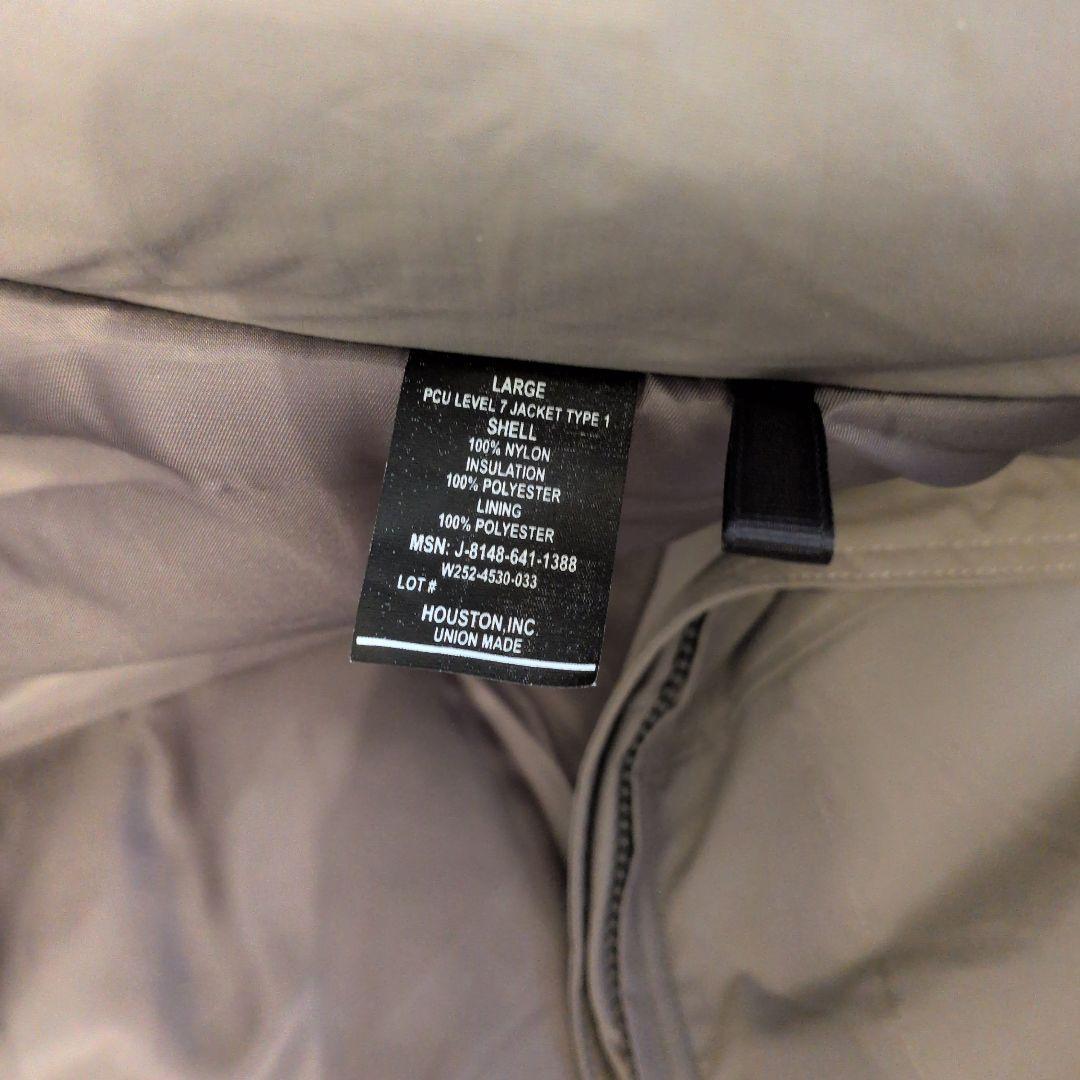 LARGE
PCU LEVEL 7 JACKET TYPE 1
SHELL
100% NYLON
INSULATION
100% POLYESTER
LINING
100% POLYESTER
MSN: J-8148-641-1388
W252-4530-033
LOT #
HOUSTON,INC
UNION MADE